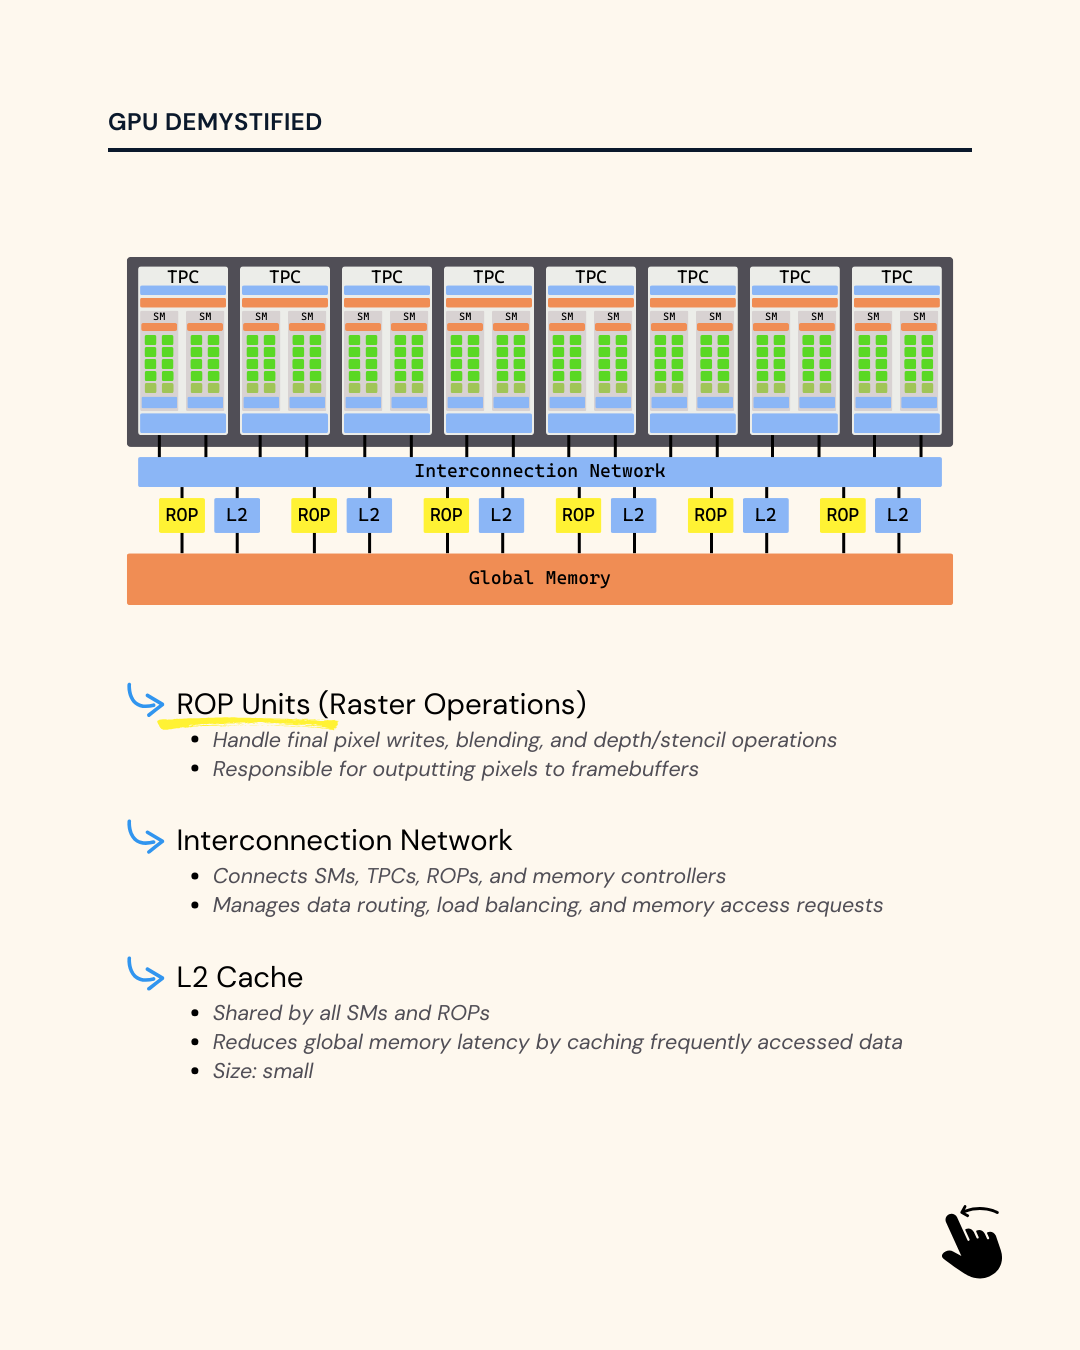 GPU DEMYSTIFIED
TPC TPC TPC TPC TPC TPC TPC TPC
SM SM SM SM SM SM SM SM SM SM SM SM SM SM SM SM
Interconnection Network
ROP L2 ROP L2 ROP L2 ROP L2 ROP L2 ROP L2
Global Memory
ROP Units (Raster Operations)
• Handle final pixel writes, blending, and depth/stencil operations
• Responsible for outputting pixels to framebuffers
Interconnection Network
• Connects SMs, TPCs, ROPs, and memory controllers
• Manages data routing, load balancing, and memory access requests
L2 Cache
• Shared by all SMs and ROPs
• Reduces global memory latency by caching frequently accessed data
• Size: small